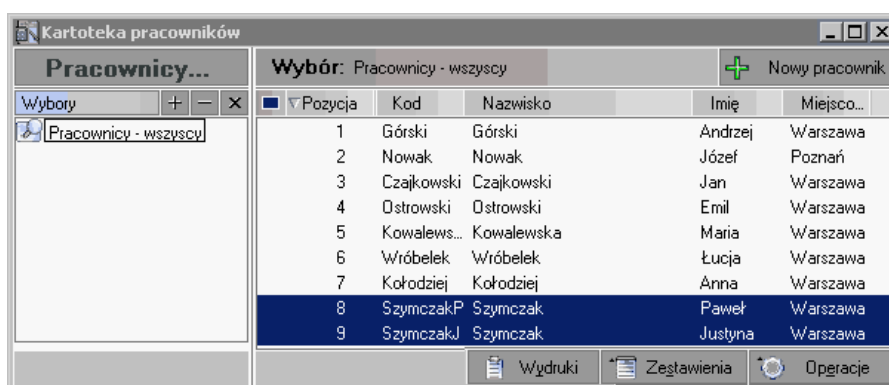 Kartoteka pracowników
Pracownicy...
Wybór: Pracownicy - wszyscy
Nowy pracownik
Wybory
Pracownicy - wszyscy
Pozycja Kod Nazwisko Imię Miejsco...
1 Górski Górski Andrzej Warszawa
2 Nowak Nowak Józef Poznań
3 Czajkowski Czajkowski Jan Warszawa
4 Ostrowski Ostrowski Emil Warszawa
5 Kowalews... Kowalewska Maria Warszawa
6 Wróbelek Wróbelek Łucja Warszawa
7 Kołodziej Kołodziej Anna Warszawa
8 SzymczakP Szymczak Paweł Warszawa
9 SzymczakJ Szymczak Justyna Warszawa
Wydruki Zestawienia Operacje